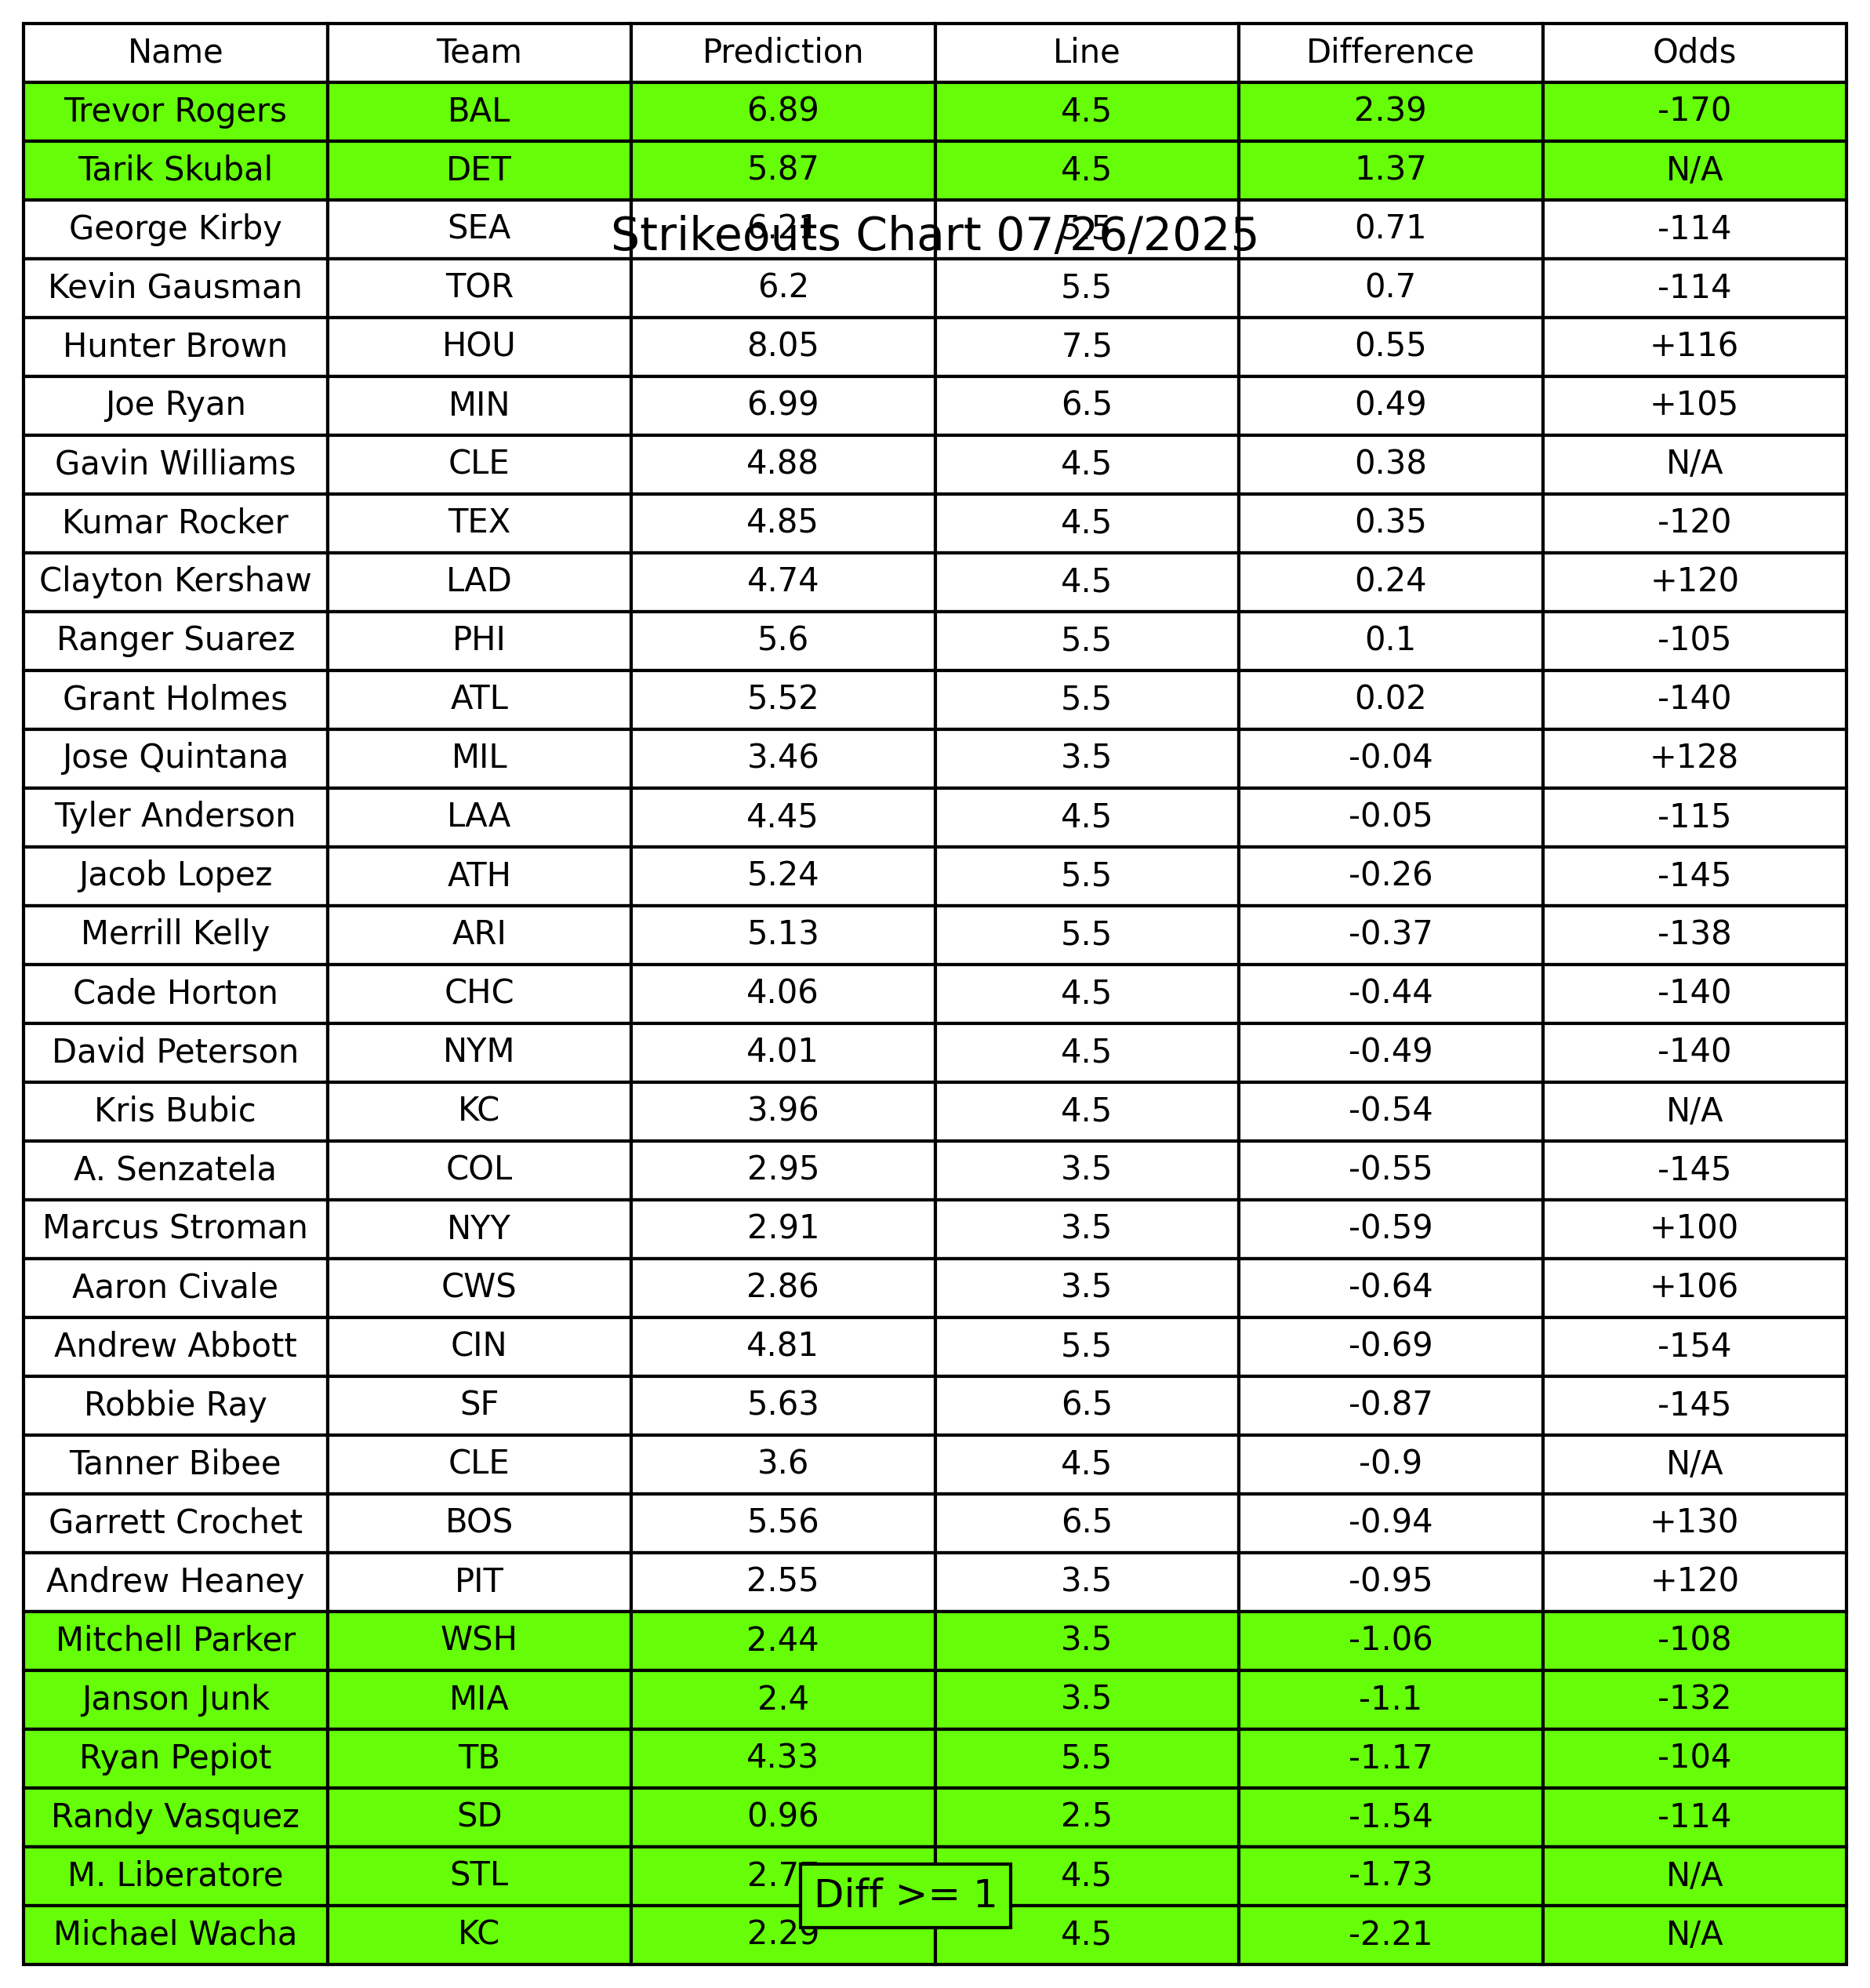 Name Team Prediction Line Difference Odds
Trevor Rogers BAL 6.89 4.5 2.39 -170
Tarik Skubal DET 5.87 4.5 1.37 N/A
George Kirby SEA 6.21 5.5 0.71 -114
Strikeouts Chart 07/26/2025
Kevin Gausman TOR 6.2 5.5 0.7 -114
Hunter Brown HOU 8.05 7.5 0.55 +116
Joe Ryan MIN 6.99 6.5 0.49 +105
Gavin Williams CLE 4.88 4.5 0.38 N/A
Kumar Rocker TEX 4.85 4.5 0.35 -120
Clayton Kershaw LAD 4.74 4.5 0.24 +120
Ranger Suarez PHI 5.6 5.5 0.1 -105
Grant Holmes ATL 5.52 5.5 0.02 -140
Jose Quintana MIL 3.46 3.5 -0.04 +128
Tyler Anderson LAA 4.45 4.5 -0.05 -115
Jacob Lopez ATH 5.24 5.5 -0.26 -145
Merrill Kelly ARI 5.13 5.5 -0.37 -138
Cade Horton CHC 4.06 4.5 -0.44 -140
David Peterson NYM 4.01 4.5 -0.49 -140
Kris Bubic KC 3.96 4.5 -0.54 N/A
A. Senzatela COL 2.95 3.5 -0.55 -145
Marcus Stroman NYY 2.91 3.5 -0.59 +100
Aaron Civale CWS 2.86 3.5 -0.64 +106
Andrew Abbott CIN 4.81 5.5 -0.69 -154
Robbie Ray SF 5.63 6.5 -0.87 -145
Tanner Bibee CLE 3.6 4.5 -0.9 N/A
Garrett Crochet BOS 5.56 6.5 -0.94 +130
Andrew Heaney PIT 2.55 3.5 -0.95 +120
Mitchell Parker WSH 2.44 3.5 -1.06 -108
Janson Junk MIA 2.4 3.5 -1.1 -132
Ryan Pepiot TB 4.33 5.5 -1.17 -104
Randy Vasquez SD 0.96 2.5 -1.54 -114
M. Liberatore STL 4.5 -1.73 N/A
Diff >= 1
Michael Wacha KC 2.29 4.5 -2.21 N/A